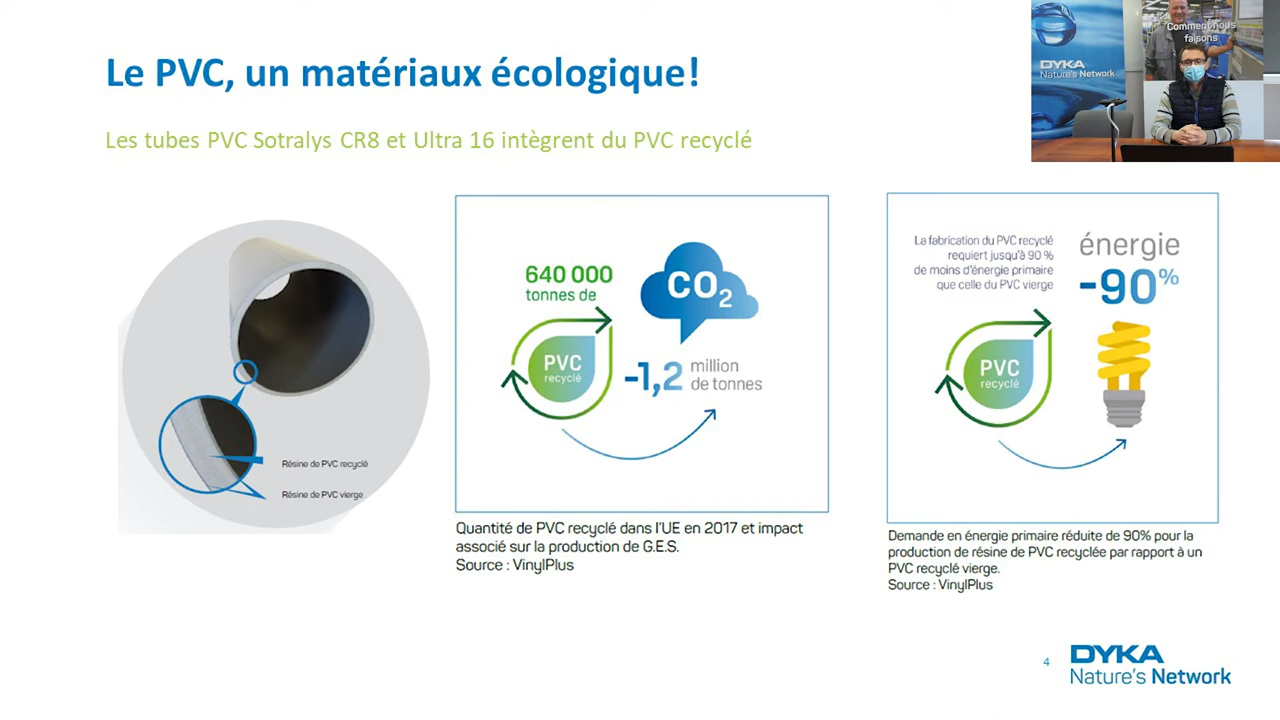 Le PVC, un matériaux écologique!
Les tubes PVC Sotralys CR8 et Ultra 16 intègrent du PVC recyclé
Comment nous
faisons
DYKA
Nature's Network
Résine de PVC recyclé
Résine de PVC vierge
640 000
tonnes de
PVC
recyclé
CO2
-1,2 million
de tonnes
Quantité de PVC recyclé dans l'UE en 2017 et impact
associé sur la production de G.E.S.
Source : VinylPlus
La fabrication du PVC recyclé
requiert jusqu'à 90 %
de moins d'énergie primaire
que celle du PVC vierge
énergie
-90%
PVC
recyclé
Demande en énergie primaire réduite de 90% pour la
production de résine de PVC recyclée par rapport à un
PVC recyclé vierge.
Source : VinylPlus
4
DYKA
Nature's Network